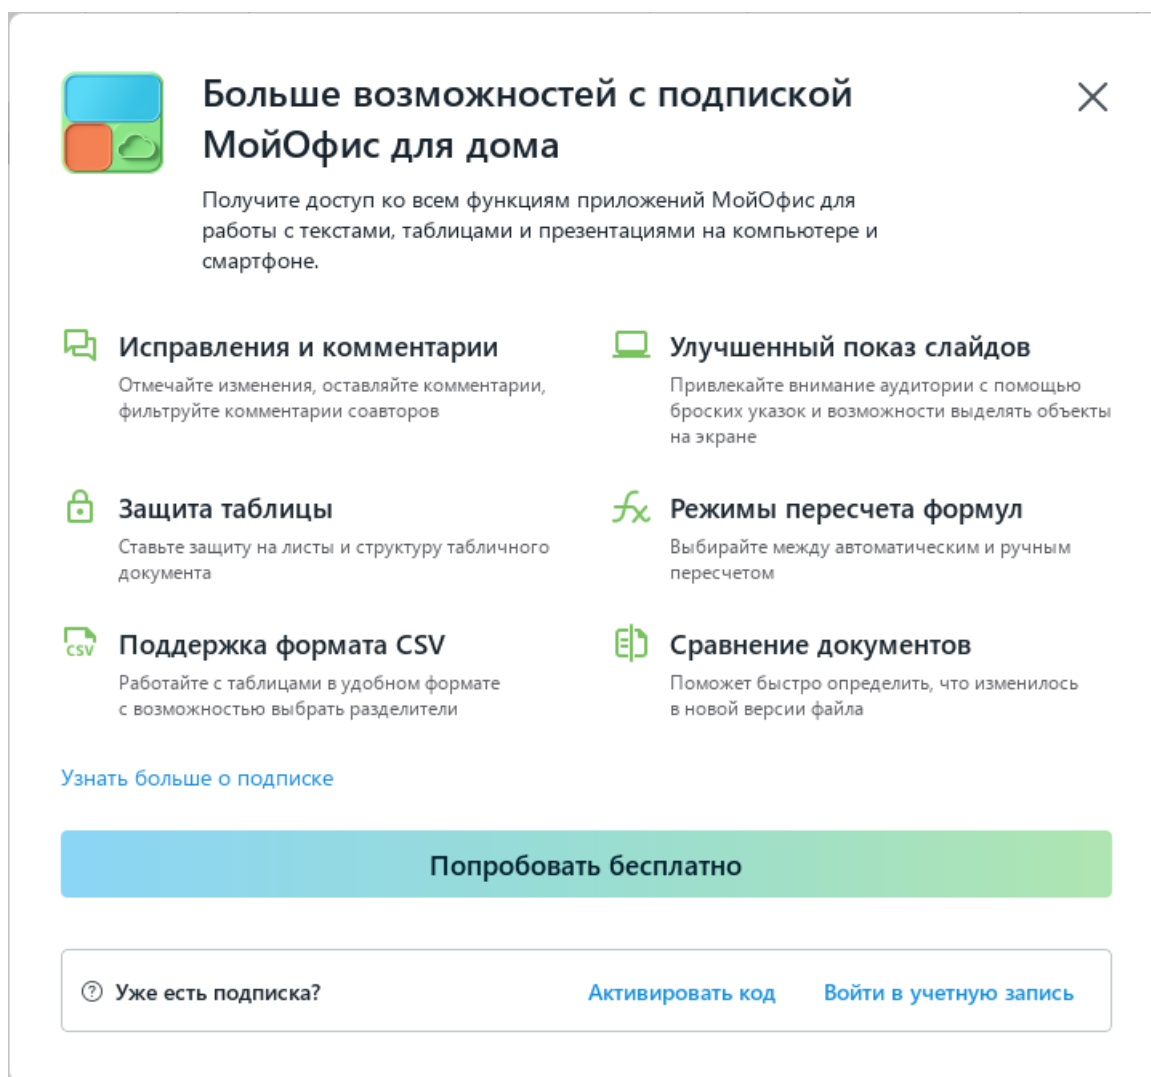 Больше возможностей с подпиской
МойОфис для дома
Получите доступ ко всем функциям приложений МойОфис для
работы с текстами, таблицами и презентациями на компьютере и
смартфоне.
Исправления и комментарии
Отмечайте изменения, оставляйте комментарии,
фильтруйте комментарии соавторов
Улучшенный показ слайдов
Привлекайте внимание аудитории с помощью
броских указок и возможности выделять объекты
на экране
Защита таблицы
Ставьте защиту на листы и структуру табличного
документа
Режимы пересчета формул
Выбирайте между автоматическим и ручным
пересчетом
CSV
Поддержка формата CSV
Работайте с таблицами в удобном формате
с возможностью выбрать разделители
Сравнение документов
Поможет быстро определить, что изменилось
в новой версии файла
Узнать больше о подписке
Попробовать бесплатно
Уже есть подписка? Активировать код Войти в учетную запись